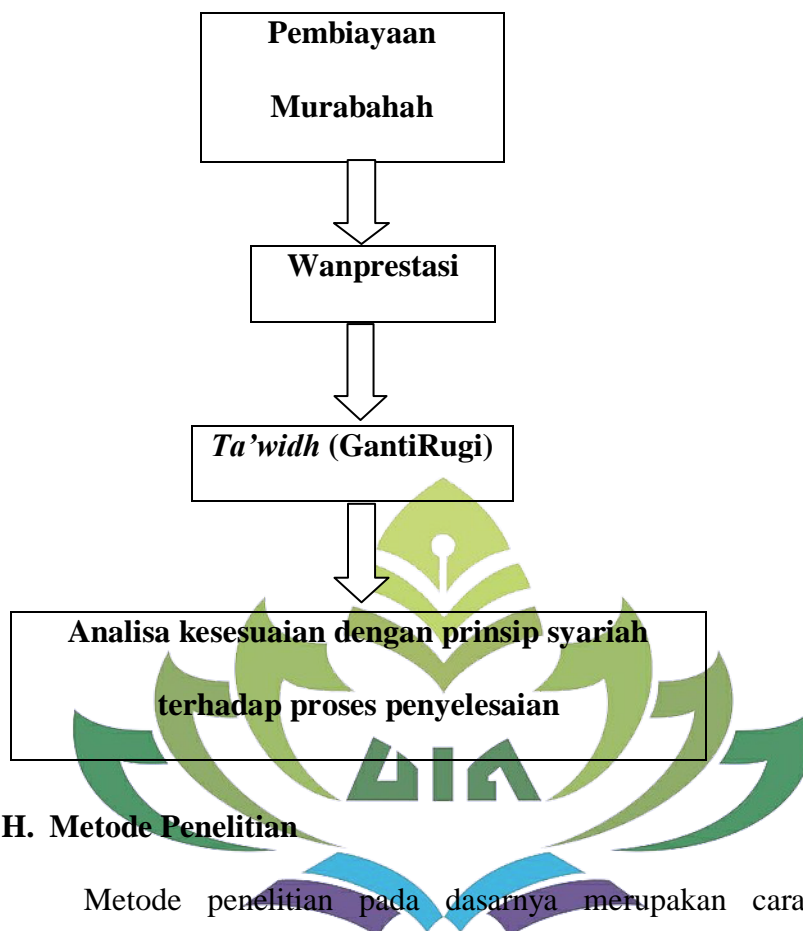 Pembiayaan
Murabahah
Wanprestasi
Ta’widh (GantiRugi)
Analisa kesesuaian dengan prinsip syariah
terhadap proses penyelesaian
UIA
H. Metode Penelitian
Metode penelitian pada dasarnya merupakan cara